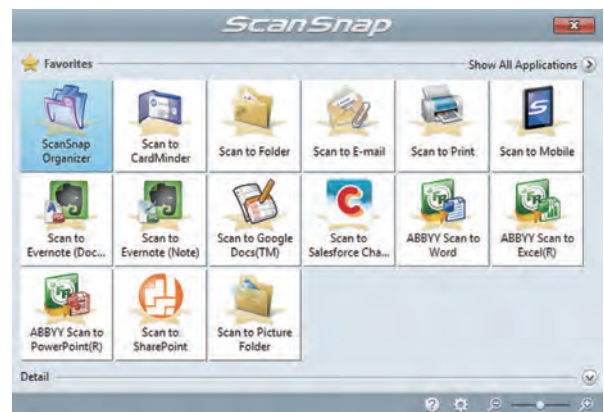 ScanSnap
Favorites
Show All Applications
ScanSnap
Organizer
Scan to
CardMinder
Scan to Folder
Scan to E-mail
Scan to Print
Scan to Mobile
Scan to
Evernote (Doc...
Scan to
Evernote (Note)
Scan to Google
Docs(TM)
Scan to
Salesforce Cha...
ABBYY Scan to
Word
ABBYY Scan to
Excel(R)
ABBYY Scan to
PowerPoint(R)
Scan to
SharePoint
Scan to Picture
Folder
Detail